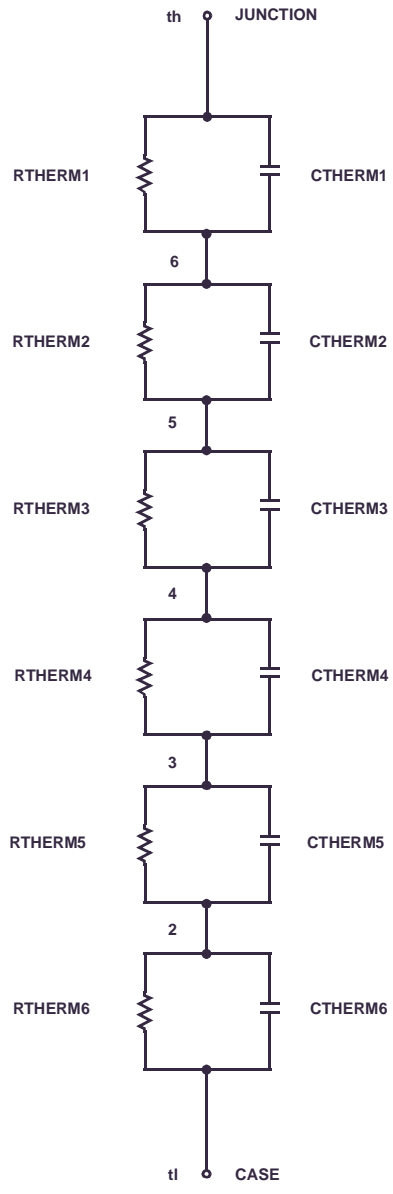 th JUNCTION
RTHERM1 CTHERM1
6
RTHERM2 CTHERM2
5
RTHERM3 CTHERM3
4
RTHERM4 CTHERM4
3
RTHERM5 CTHERM5
2
RTHERM6 CTHERM6
tl CASE